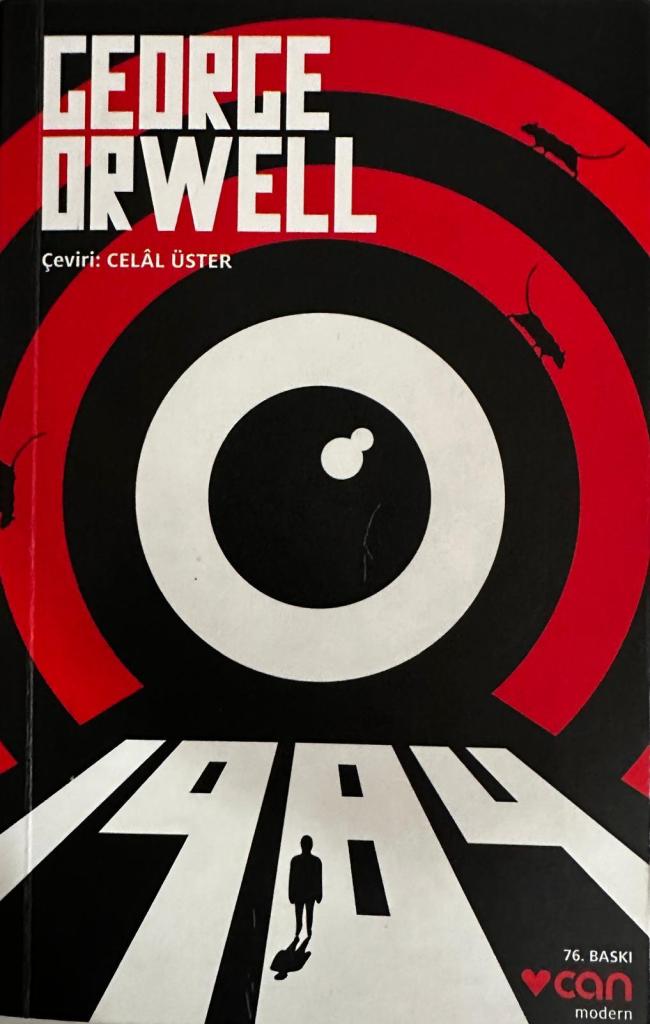 GEORGE
ORWELL
Çeviri: CELÂL ÜSTER
1984
76. BASKI
can
modern